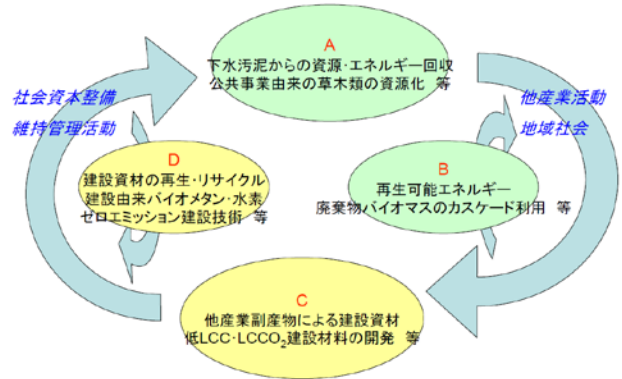 A
下水汚泥からの資源・エネルギー回収
公共事業由来の草木類の資源化 等
社会資本整備
維持管理活動
他産業活動
地域社会
D
建設資材の再生・リサイクル
建設由来バイオメタン・水素
ゼロエミッション建設技術 等
B
再生可能エネルギー
廃棄物バイオマスのカスケード利用 等
C
他産業副産物による建設資材
低LCC・LCCO₂建設材料の開発 等